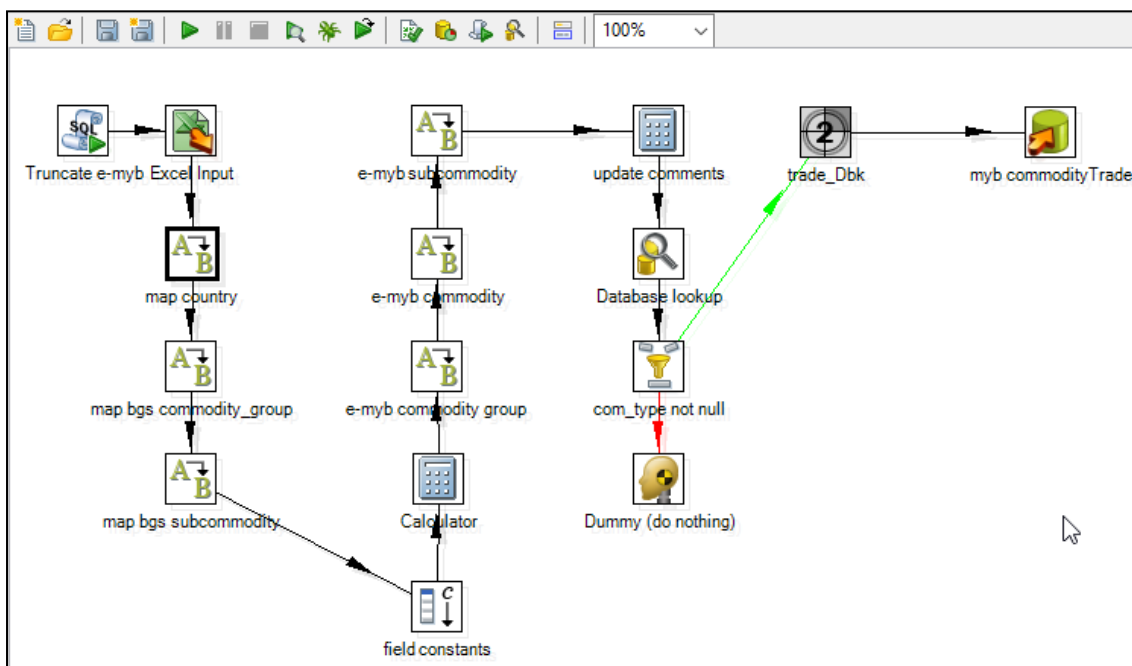 100%
SQL
2
Truncate e-myb
Excel Input
e-myb subcommodity
update comments
trade_Dbk
myb commodityTrade
A
B
map country
A
B
e-myb commodity
Database lookup
A
B
map bgs commodity_group
A
B
e-myb commodity group
com_type not null
A
B
map bgs subcommodity
A
B
Calculator
Dummy (do nothing)
C
field constants